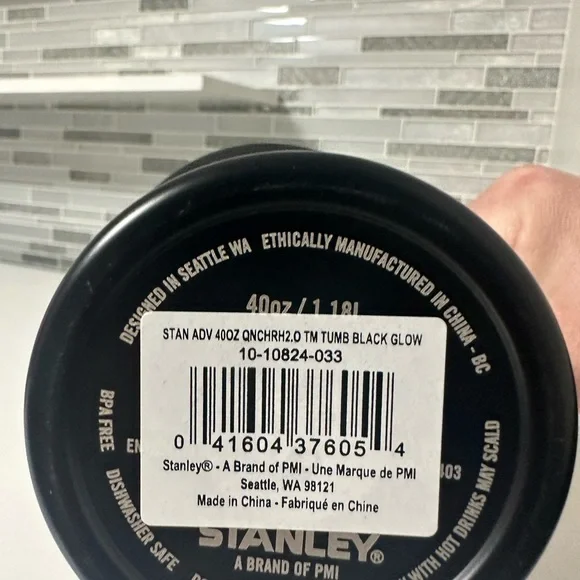 DESIGNED IN SEATTLE WA ETHICALLY MANUFACTURED IN CHINA - BC
40oz / 1.18L
STAN ADV 40OZ QNCHRH2.O TM TUMB BLACK GLOW
10-10824-033
0 41604 37605 4
Stanley® - A Brand of PMI - Une Marque de PMI
Seattle, WA 98121
Made in China - Fabriqué en Chine
BPA FREE
DISHWASHER SAFE
WITH HOT DRINKS MAY SCALD
STANLEY®
A BRAND OF PMI